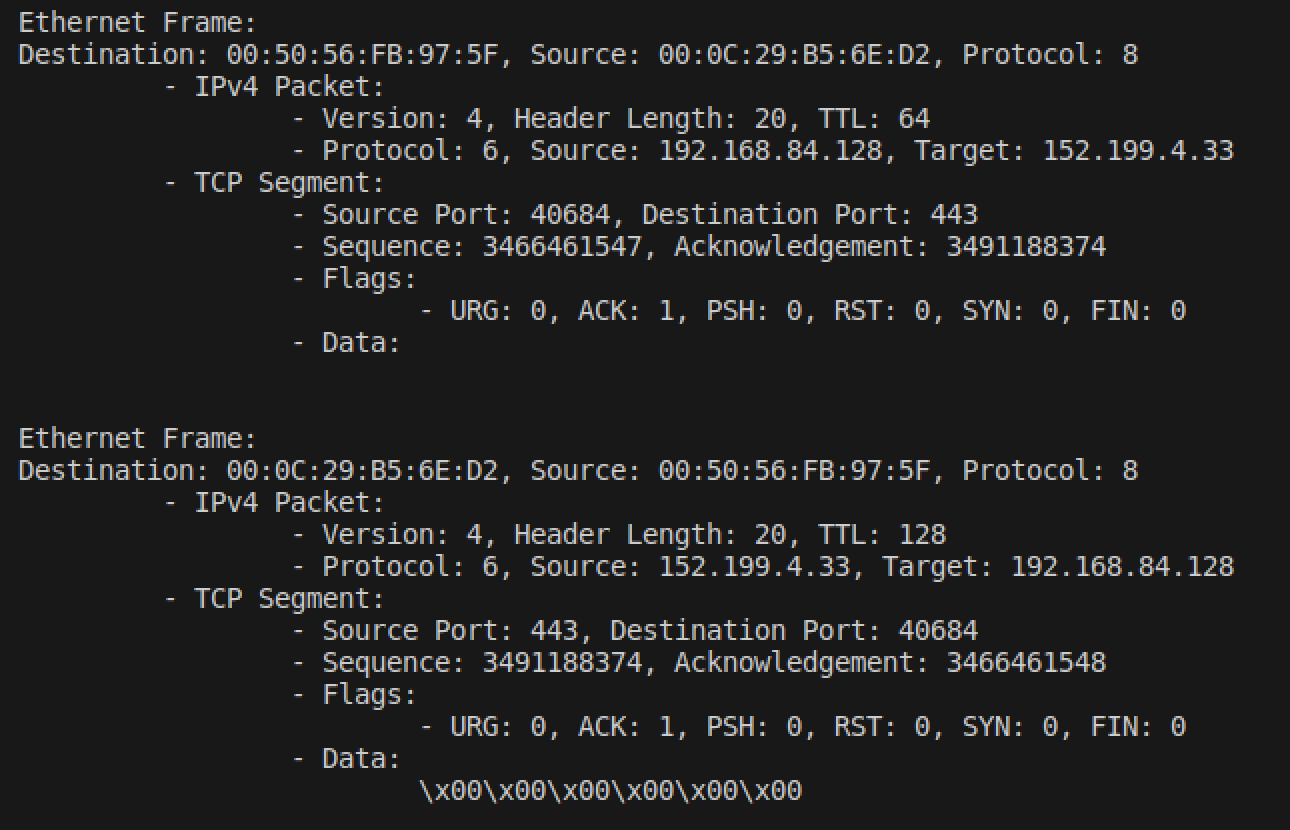 Ethernet Frame:
Destination: 00:50:56:FB:97:5F, Source: 00:0C:29:B5:6E:D2, Protocol: 8
- IPv4 Packet:
- Version: 4, Header Length: 20, TTL: 64
- Protocol: 6, Source: 192.168.84.128, Target: 152.199.4.33
- TCP Segment:
- Source Port: 40684, Destination Port: 443
- Sequence: 3466461547, Acknowledgement: 3491188374
- Flags:
- URG: 0, ACK: 1, PSH: 0, RST: 0, SYN: 0, FIN: 0
- Data:
Ethernet Frame:
Destination: 00:0C:29:B5:6E:D2, Source: 00:50:56:FB:97:5F, Protocol: 8
- IPv4 Packet:
- Version: 4, Header Length: 20, TTL: 128
- Protocol: 6, Source: 152.199.4.33, Target: 192.168.84.128
- TCP Segment:
- Source Port: 443, Destination Port: 40684
- Sequence: 3491188374, Acknowledgement: 3466461548
- Flags:
- URG: 0, ACK: 1, PSH: 0, RST: 0, SYN: 0, FIN: 0
- Data:
\x00\x00\x00\x00\x00\x00